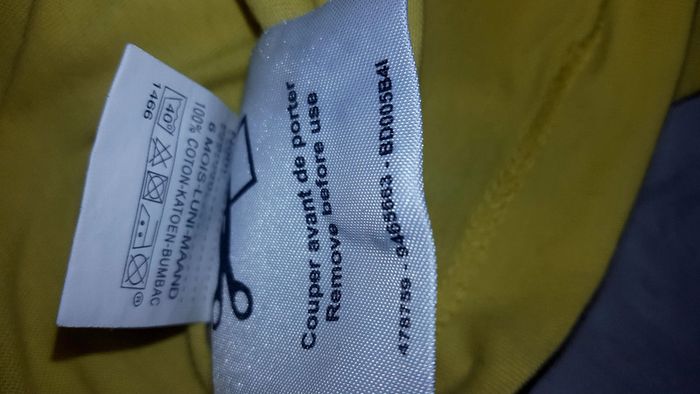 6 MOIS-LUNI-MAAND
100% COTON-KATOEN-BUMBAC
40
1466
Couper avant de porter
Remove before use
478759 - 9465663 - BD005B4I